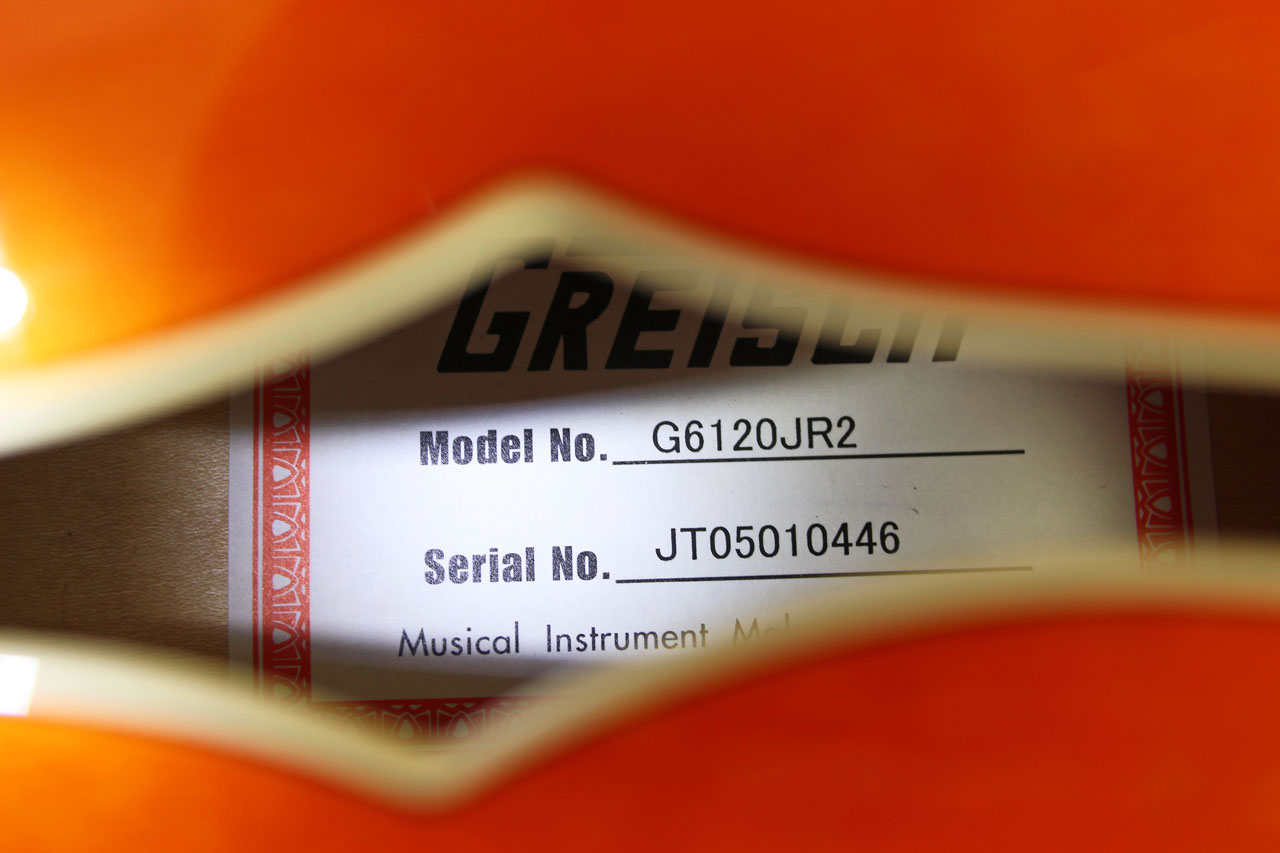 GRETSCH
Model No. G6120JR2
Serial No. JT05010446
Musical Instrument